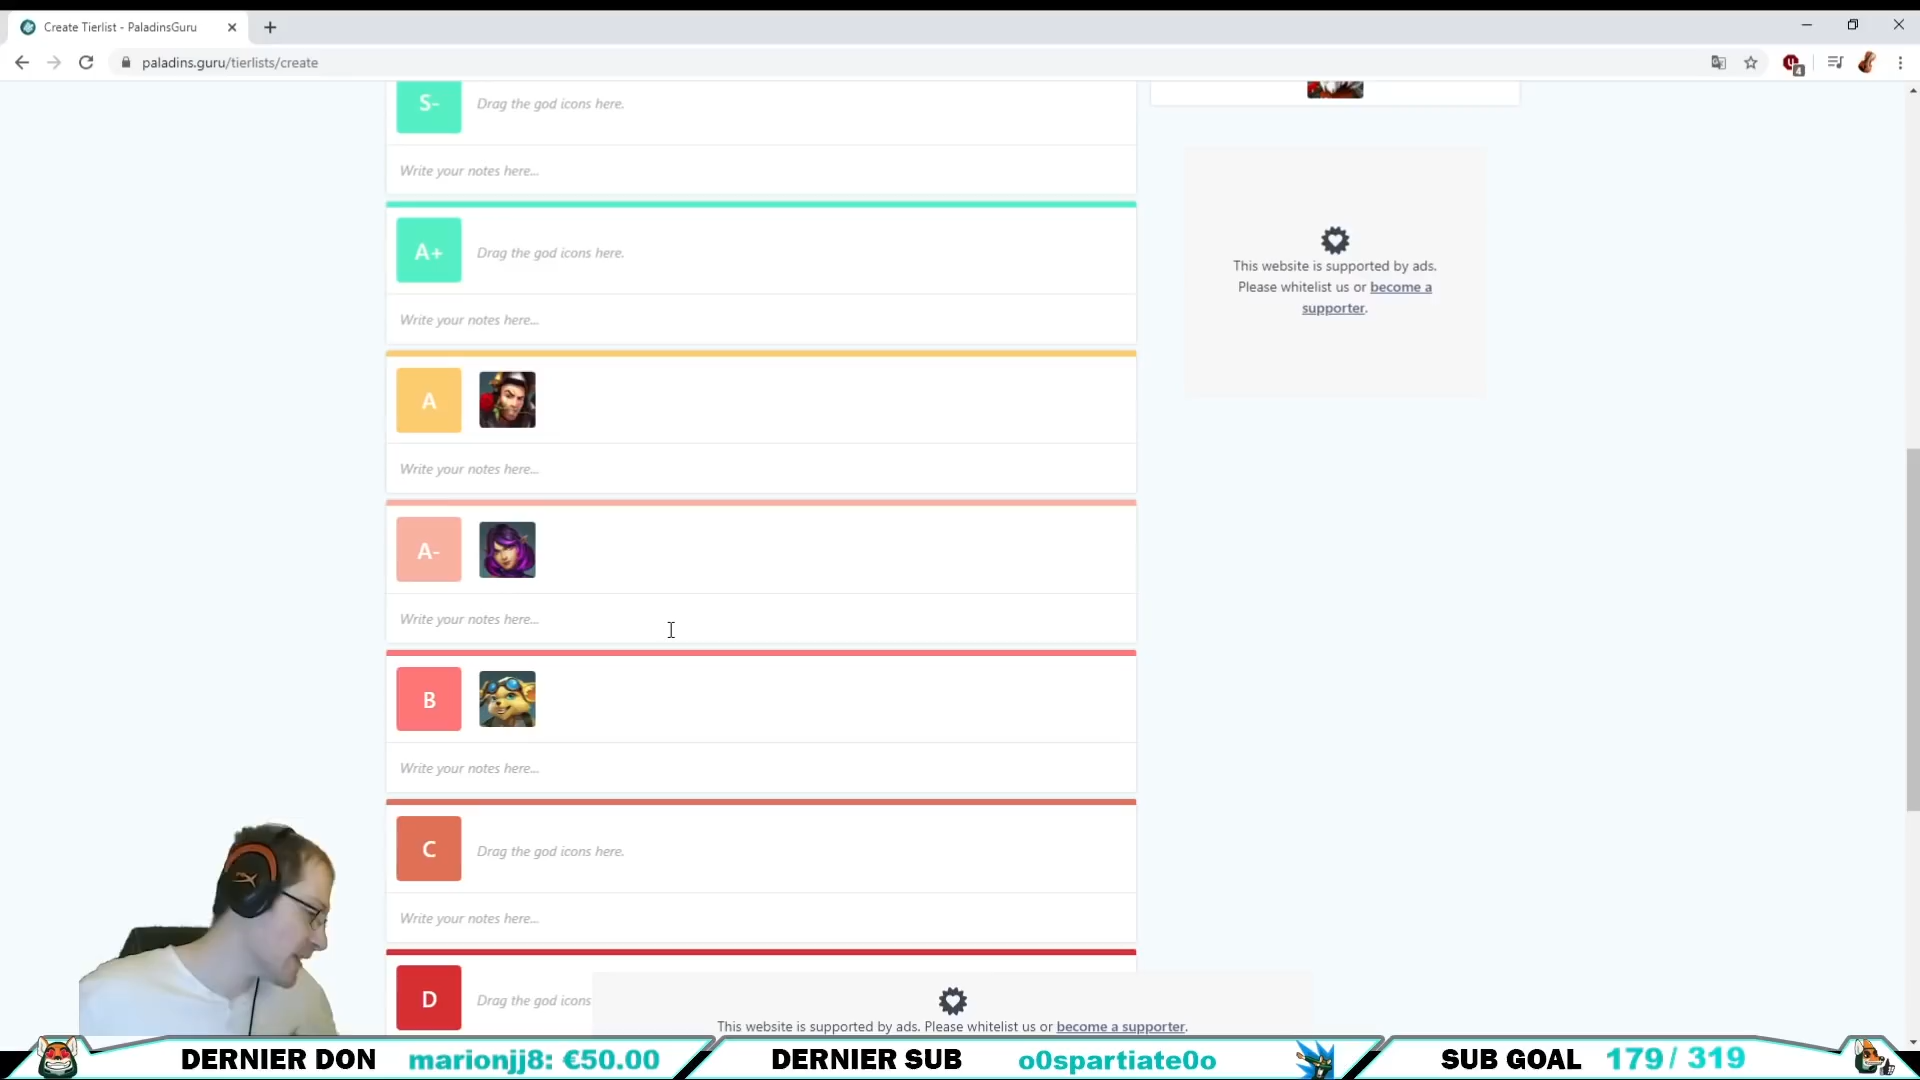 Create Tierlist - PaladinsGuru
paladins.guru/tierlists/create
4
S-
Drag the god icons here.
Write your notes here...
A+
Drag the god icons here.
Write your notes here...
A
Write your notes here...
A-
Write your notes here...
B
Write your notes here...
C
Drag the god icons here.
Write your notes here...
D
Drag the god icons
This website is supported by ads.
Please whitelist us or become a
supporter.
This website is supported by ads. Please whitelist us or become a supporter.
DERNIER DON marionjj8: €50.00
DERNIER SUB o0spartiate0o
SUB GOAL 179 / 319